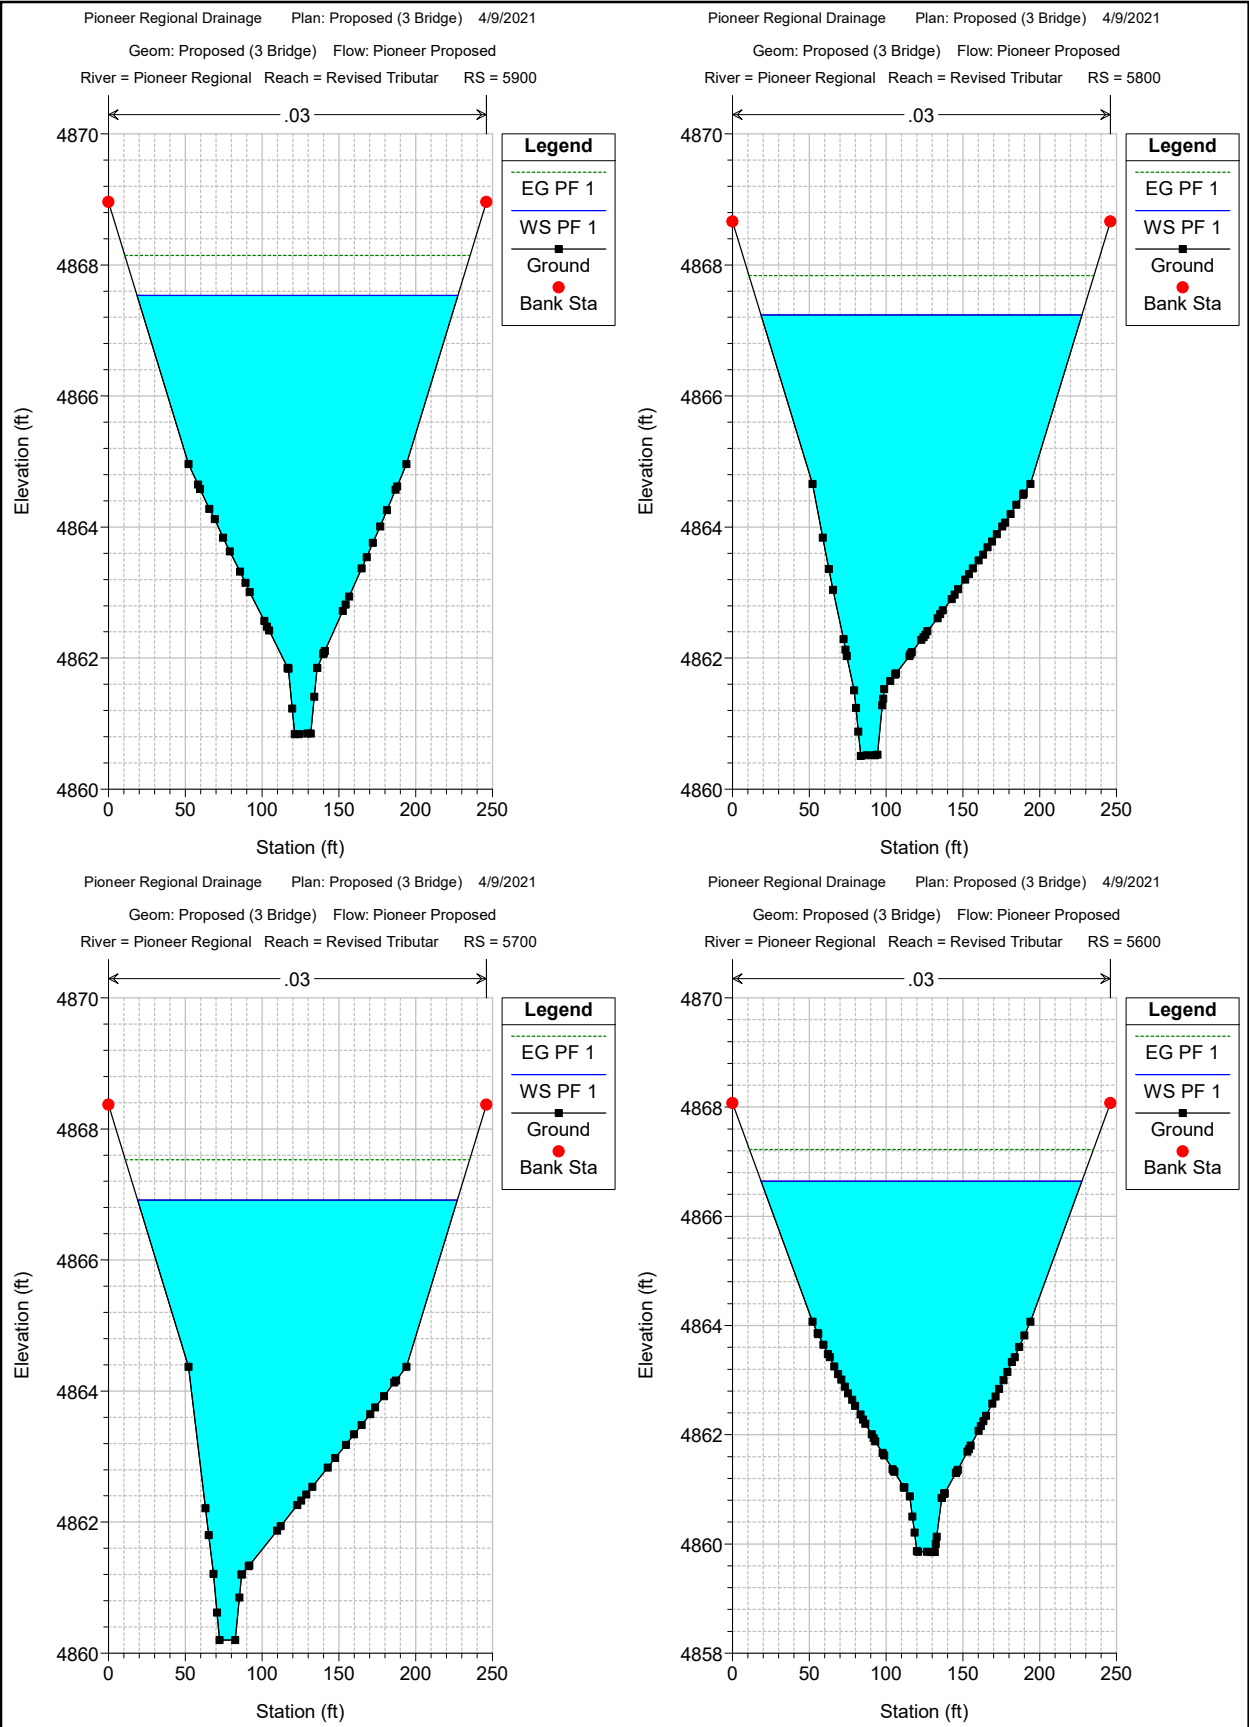 Pioneer Regional Drainage Plan: Proposed (3 Bridge) 4/9/2021
Geom: Proposed (3 Bridge) Flow: Pioneer Proposed
River = Pioneer Regional Reach = Revised Tributar RS = 5900
.03
4870
4868
4866
4864
4862
4860
0 50 100 150 200 250
Elevation (ft)
Station (ft)
Legend
EG PF 1
WS PF 1
Ground
Bank Sta
Pioneer Regional Drainage Plan: Proposed (3 Bridge) 4/9/2021
Geom: Proposed (3 Bridge) Flow: Pioneer Proposed
River = Pioneer Regional Reach = Revised Tributar RS = 5800
.03
4870
4868
4866
4864
4862
4860
0 50 100 150 200 250
Elevation (ft)
Station (ft)
Legend
EG PF 1
WS PF 1
Ground
Bank Sta
Pioneer Regional Drainage Plan: Proposed (3 Bridge) 4/9/2021
Geom: Proposed (3 Bridge) Flow: Pioneer Proposed
River = Pioneer Regional Reach = Revised Tributar RS = 5700
.03
4870
4868
4866
4864
4862
4860
0 50 100 150 200 250
Elevation (ft)
Station (ft)
Legend
EG PF 1
WS PF 1
Ground
Bank Sta
Pioneer Regional Drainage Plan: Proposed (3 Bridge) 4/9/2021
Geom: Proposed (3 Bridge) Flow: Pioneer Proposed
River = Pioneer Regional Reach = Revised Tributar RS = 5600
.03
4870
4868
4866
4864
4862
4860
4858
0 50 100 150 200 250
Elevation (ft)
Station (ft)
Legend
EG PF 1
WS PF 1
Ground
Bank Sta